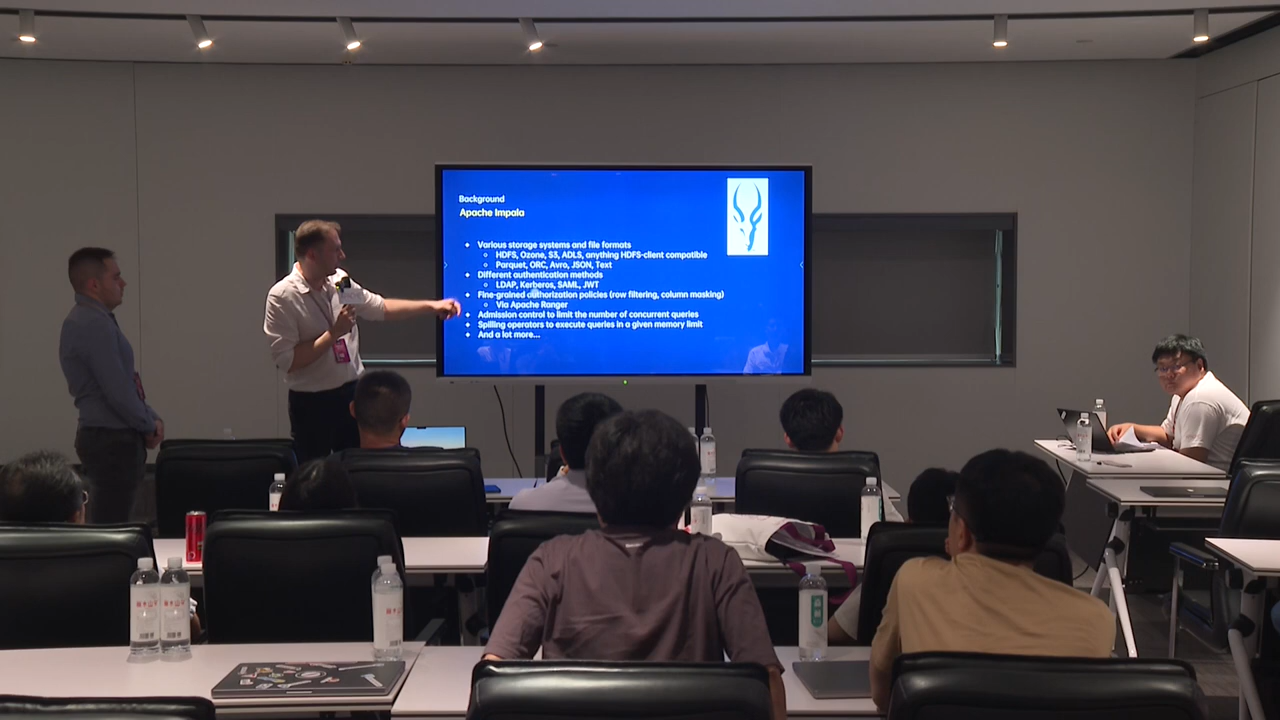 Background
Apache Impala
Various storage systems and file formats
HDFS, Ozone, S3, ADLS, anything HDFS-client compatible
Parquet, ORC, Avro, JSON, Text
Different authentication methods
LDAP, Kerberos, SAML, JWT
Fine-grained authorization policies (row filtering, column masking)
Via Apache Ranger
Admission control to limit the number of concurrent queries
Spilling operators to execute queries in a given memory limit
And a lot more...